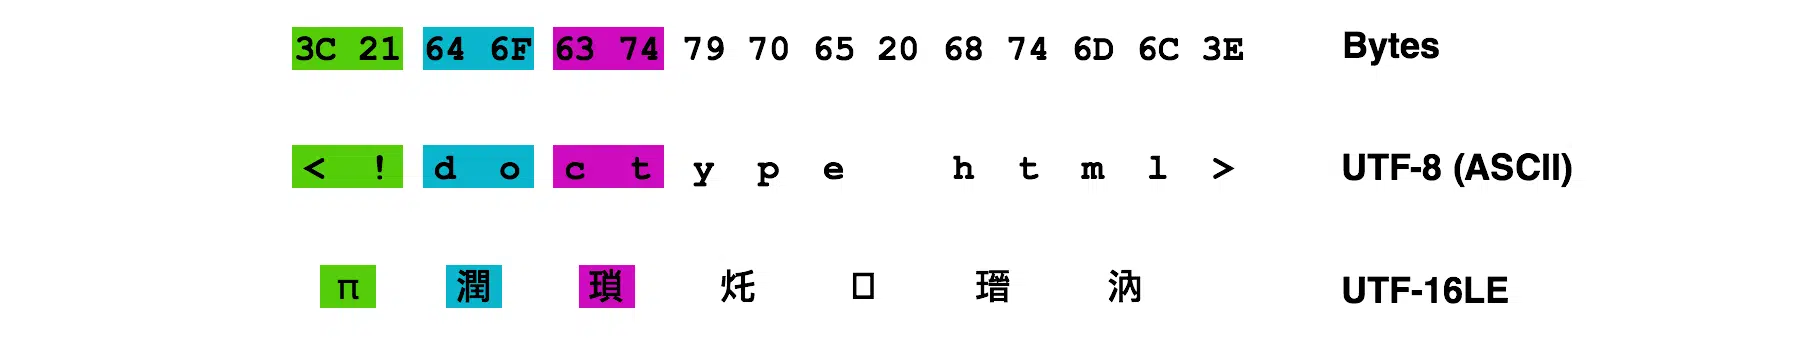 3C 21 64 6F 63 74 79 70 65 20 68 74 6D 6C 3E Bytes
< ! d o c t y p e h t m l > UTF-8 (ASCII)
π 潤 瑣 灹 □ 瑨 汭 UTF-16LE